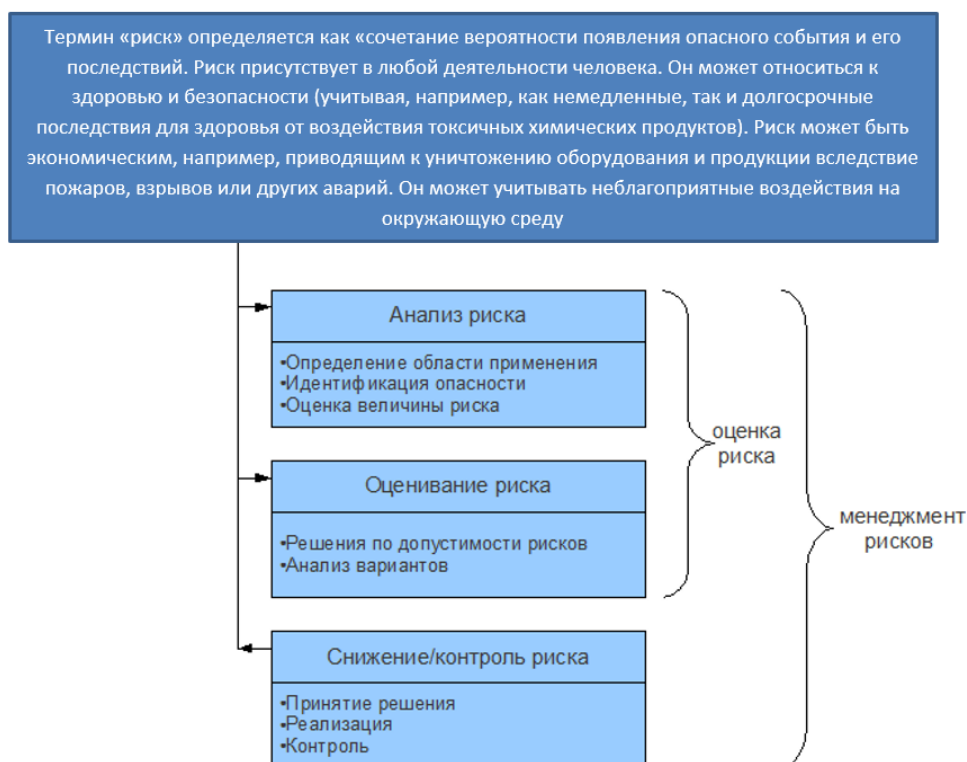 Термин «риск» определяется как «сочетание вероятности появления опасного события и его
последствий. Риск присутствует в любой деятельности человека. Он может относиться к
здоровью и безопасности (учитывая, например, как немедленные, так и долгосрочные
последствия для здоровья от воздействия токсичных химических продуктов). Риск может быть
экономическим, например, приводящим к уничтожению оборудования и продукции вследствие
пожаров, взрывов или других аварий. Он может учитывать неблагоприятные воздействия на
окружающую среду
Анализ риска
•Определение области применения
•Идентификация опасности
•Оценка величины риска
Оценивание риска
•Решения по допустимости рисков
•Анализ вариантов
Снижение/контроль риска
•Принятие решения
•Реализация
•Контроль
оценка
риска
менеджмент
рисков